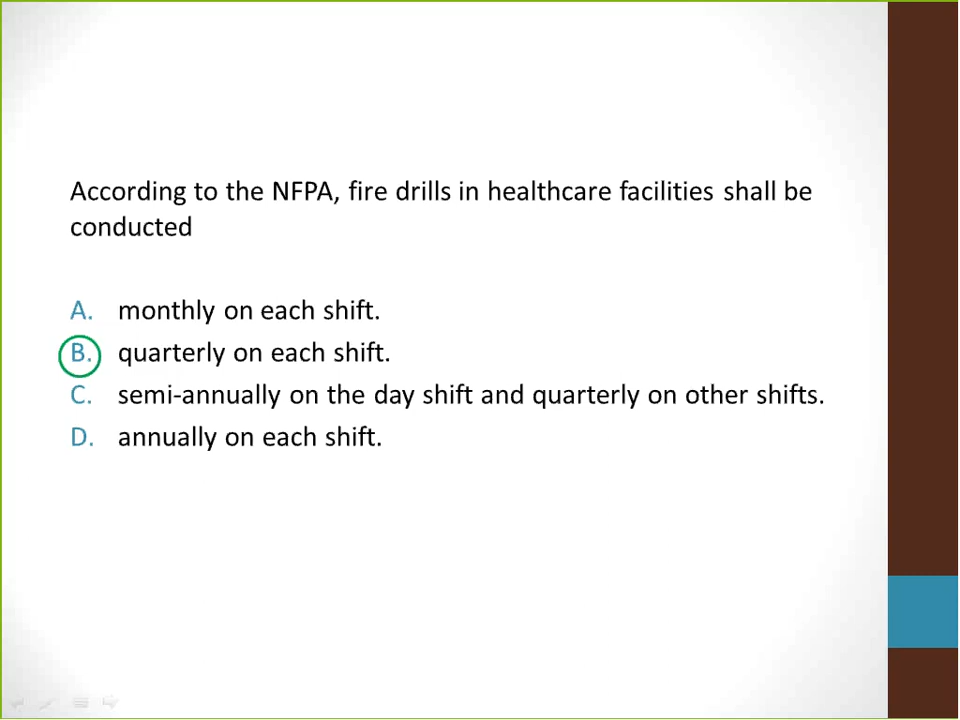 According to the NFPA, fire drills in healthcare facilities shall be
conducted
A. monthly on each shift.
B. quarterly on each shift.
C. semi-annually on the day shift and quarterly on other shifts.
D. annually on each shift.